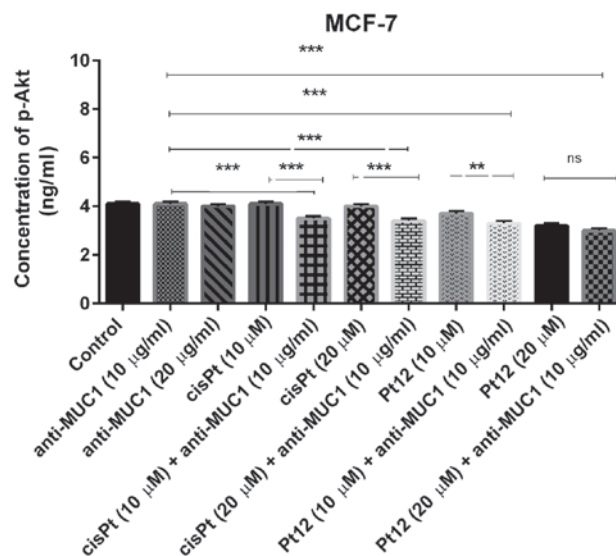 MCF-7
Concentration of p-Akt
(ng/ml)
10
8
6
4
2
0
***
***
***
***
***
***
**
ns
Control
anti-MUC1 (10 μg/ml)
anti-MUC1 (20 μg/ml)
cisPt (10 μM)
cisPt (10 μM) + anti-MUC1 (10 μg/ml)
cisPt (20 μM)
cisPt (20 μM) + anti-MUC1 (10 μg/ml)
Pt12 (10 μM)
Pt12 (10 μM) + anti-MUC1 (10 μg/ml)
Pt12 (20 μM)
Pt12 (20 μM) + anti-MUC1 (10 μg/ml)